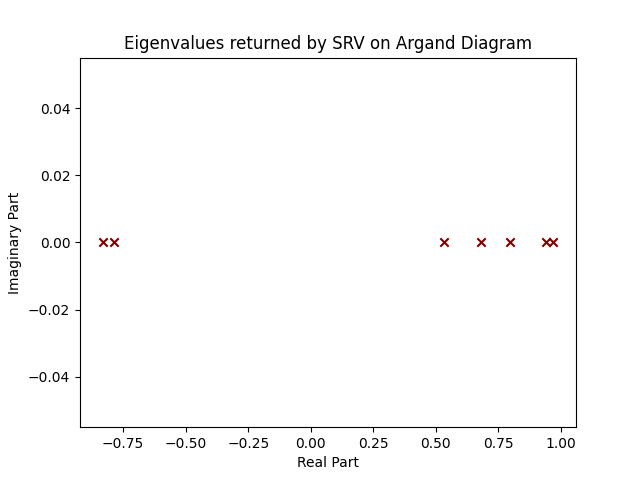 Eigenvalues returned by SRV on Argand Diagram
0.04
0.02
0.00
−0.02
−0.04
Imaginary Part
−0.75 −0.50 −0.25 0.00 0.25 0.50 0.75 1.00
Real Part